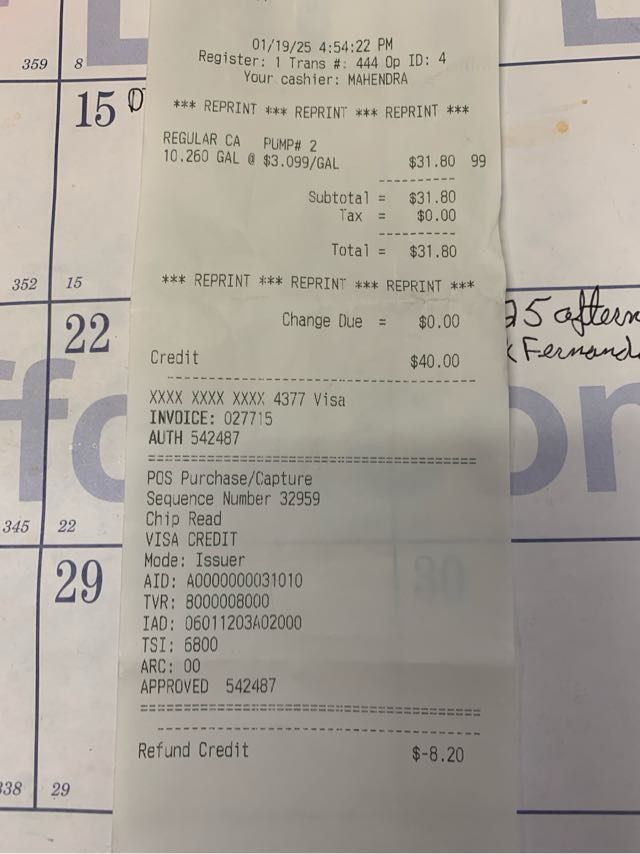 01/19/25 4:54:22 PM
Register: 1 Trans #: 444 Op ID: 4
Your cashier: MAHENDRA
*** REPRINT *** REPRINT *** REPRINT ***
REGULAR CA PUMP# 2
10.260 GAL @ $3.099/GAL $31.80 99
----------
Subtotal = $31.80
Tax = $0.00
----------
Total = $31.80
*** REPRINT *** REPRINT *** REPRINT ***
Change Due = $0.00
Credit $40.00
XXXX XXXX XXXX 4377 Visa
INVOICE: 027715
AUTH 542487
POS Purchase/Capture
Sequence Number 32959
Chip Read
VISA CREDIT
Mode: Issuer
AID: A0000000031010
TVR: 8000008000
IAD: 06011203A02000
TSI: 6800
ARC: 00
APPROVED 542487
Refund Credit $-8.20
359 8
15
352 15
22
345 22
29
30
338 29
25 aftern
Fernand